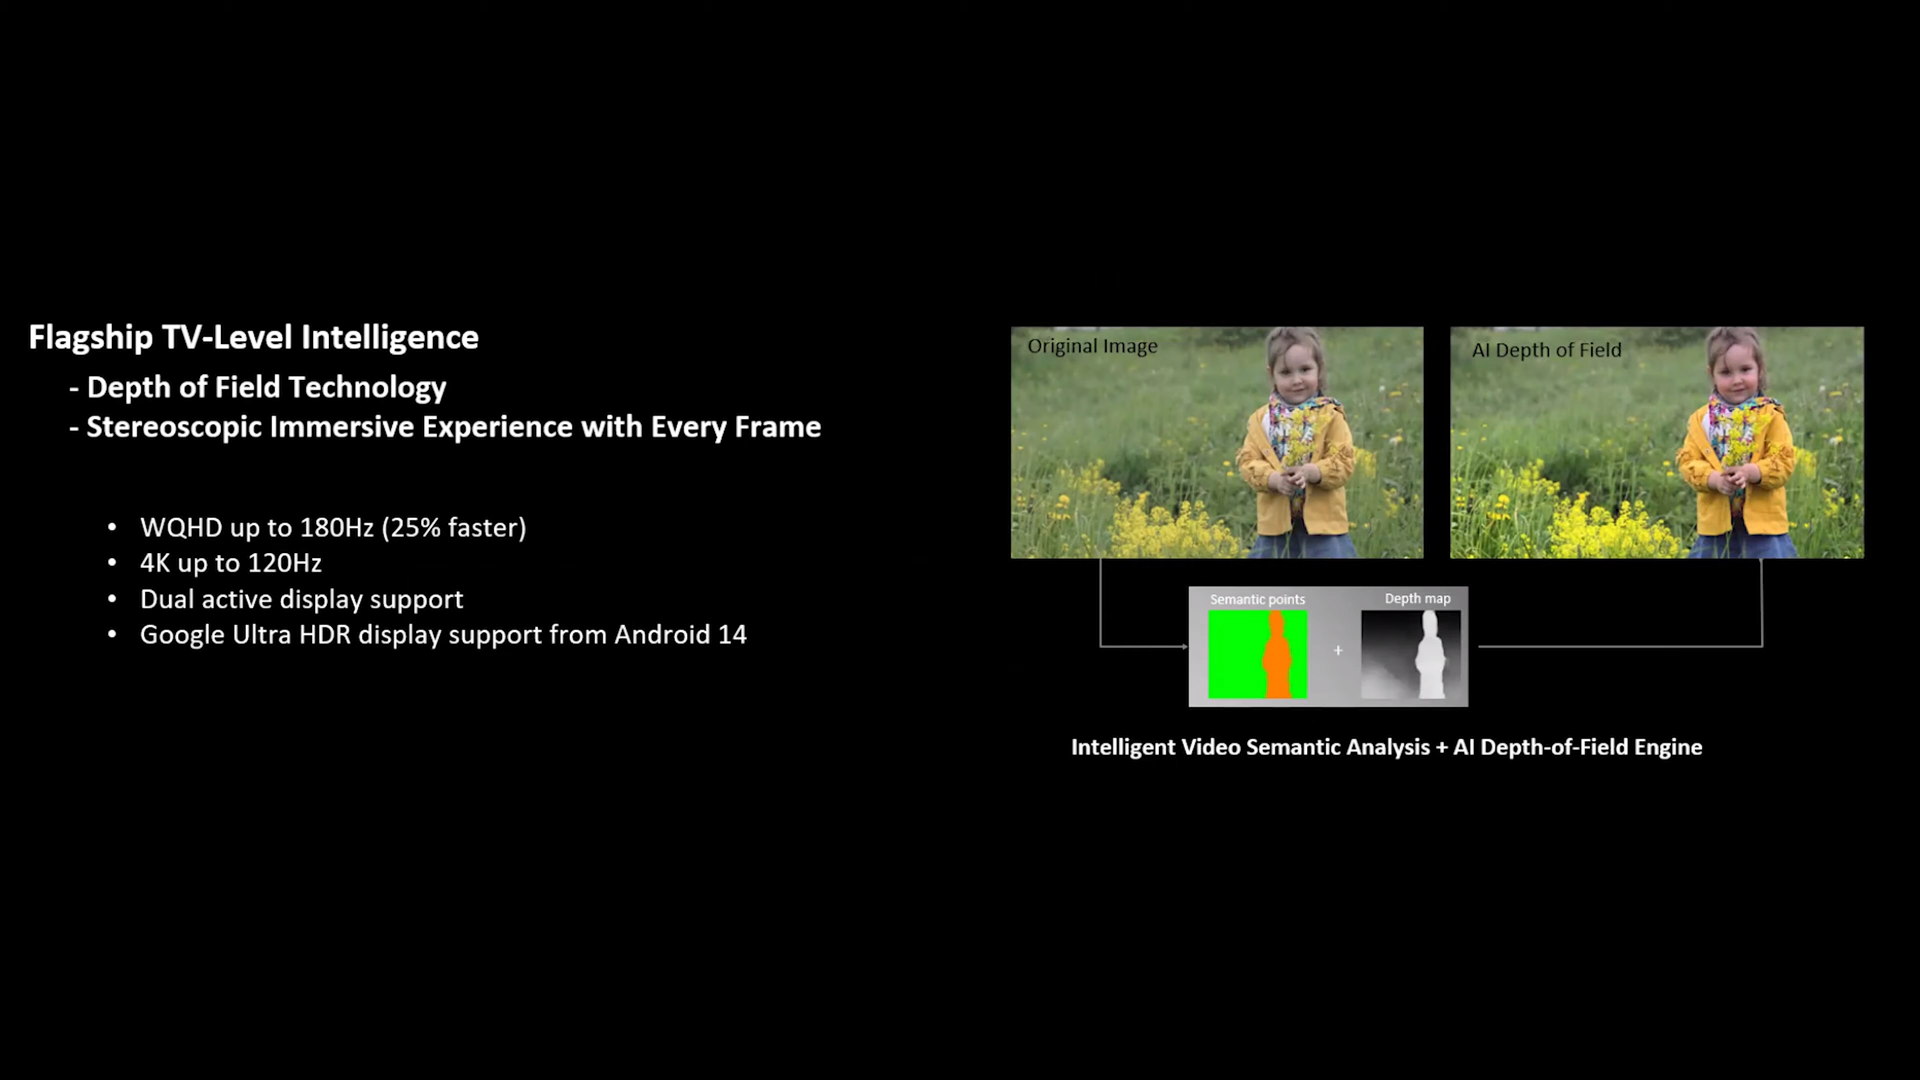 Flagship TV-Level Intelligence
- Depth of Field Technology
- Stereoscopic Immersive Experience with Every Frame
• WQHD up to 180Hz (25% faster)
• 4K up to 120Hz
• Dual active display support
• Google Ultra HDR display support from Android 14
Original Image
AI Depth of Field
Semantic points
Depth map
+
Intelligent Video Semantic Analysis + AI Depth-of-Field Engine